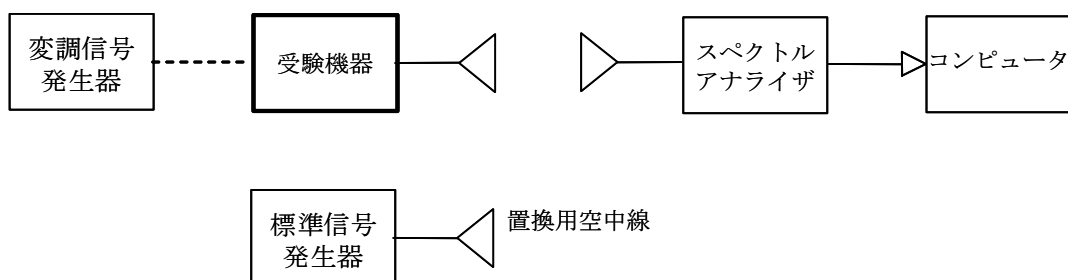 変調信号
発生器
受験機器
スペクトル
アナライザ
コンピュータ
標準信号
発生器
置換用空中線